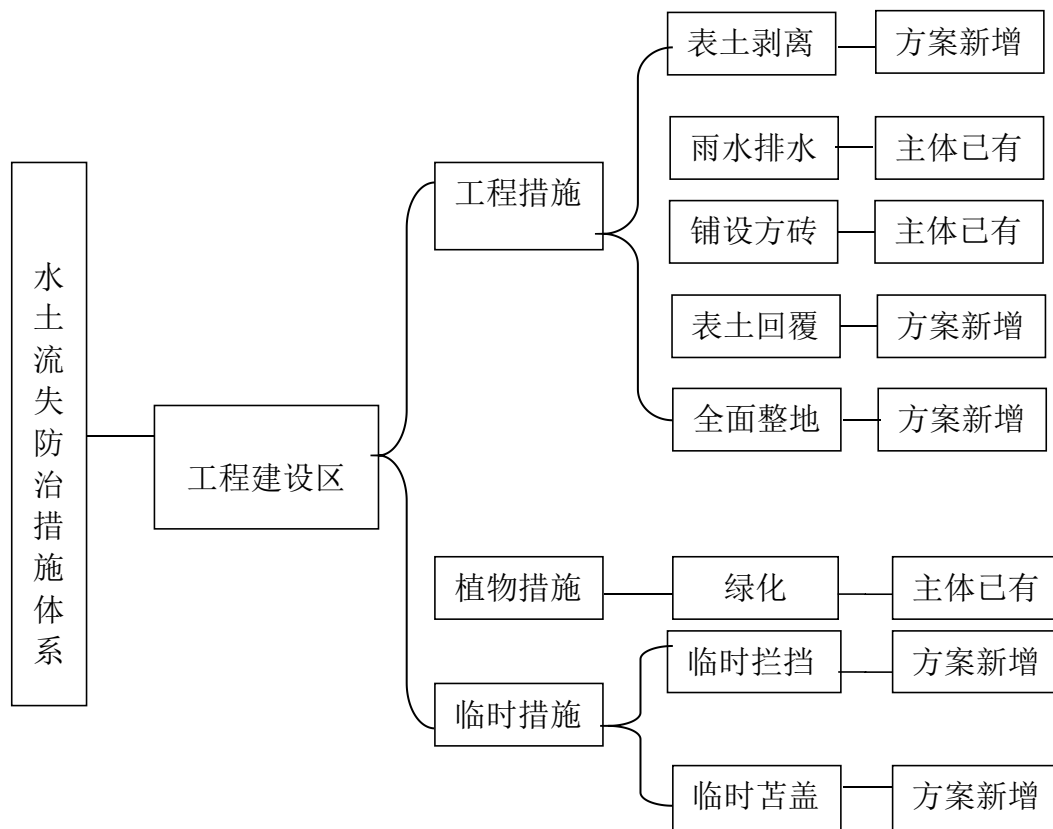 水土流失防治措施体系
工程建设区
工程措施
表土剥离
方案新增
雨水排水
主体已有
铺设方砖
主体已有
表土回覆
方案新增
全面整地
方案新增
植物措施
绿化
主体已有
临时措施
临时拦挡
方案新增
临时苫盖
方案新增